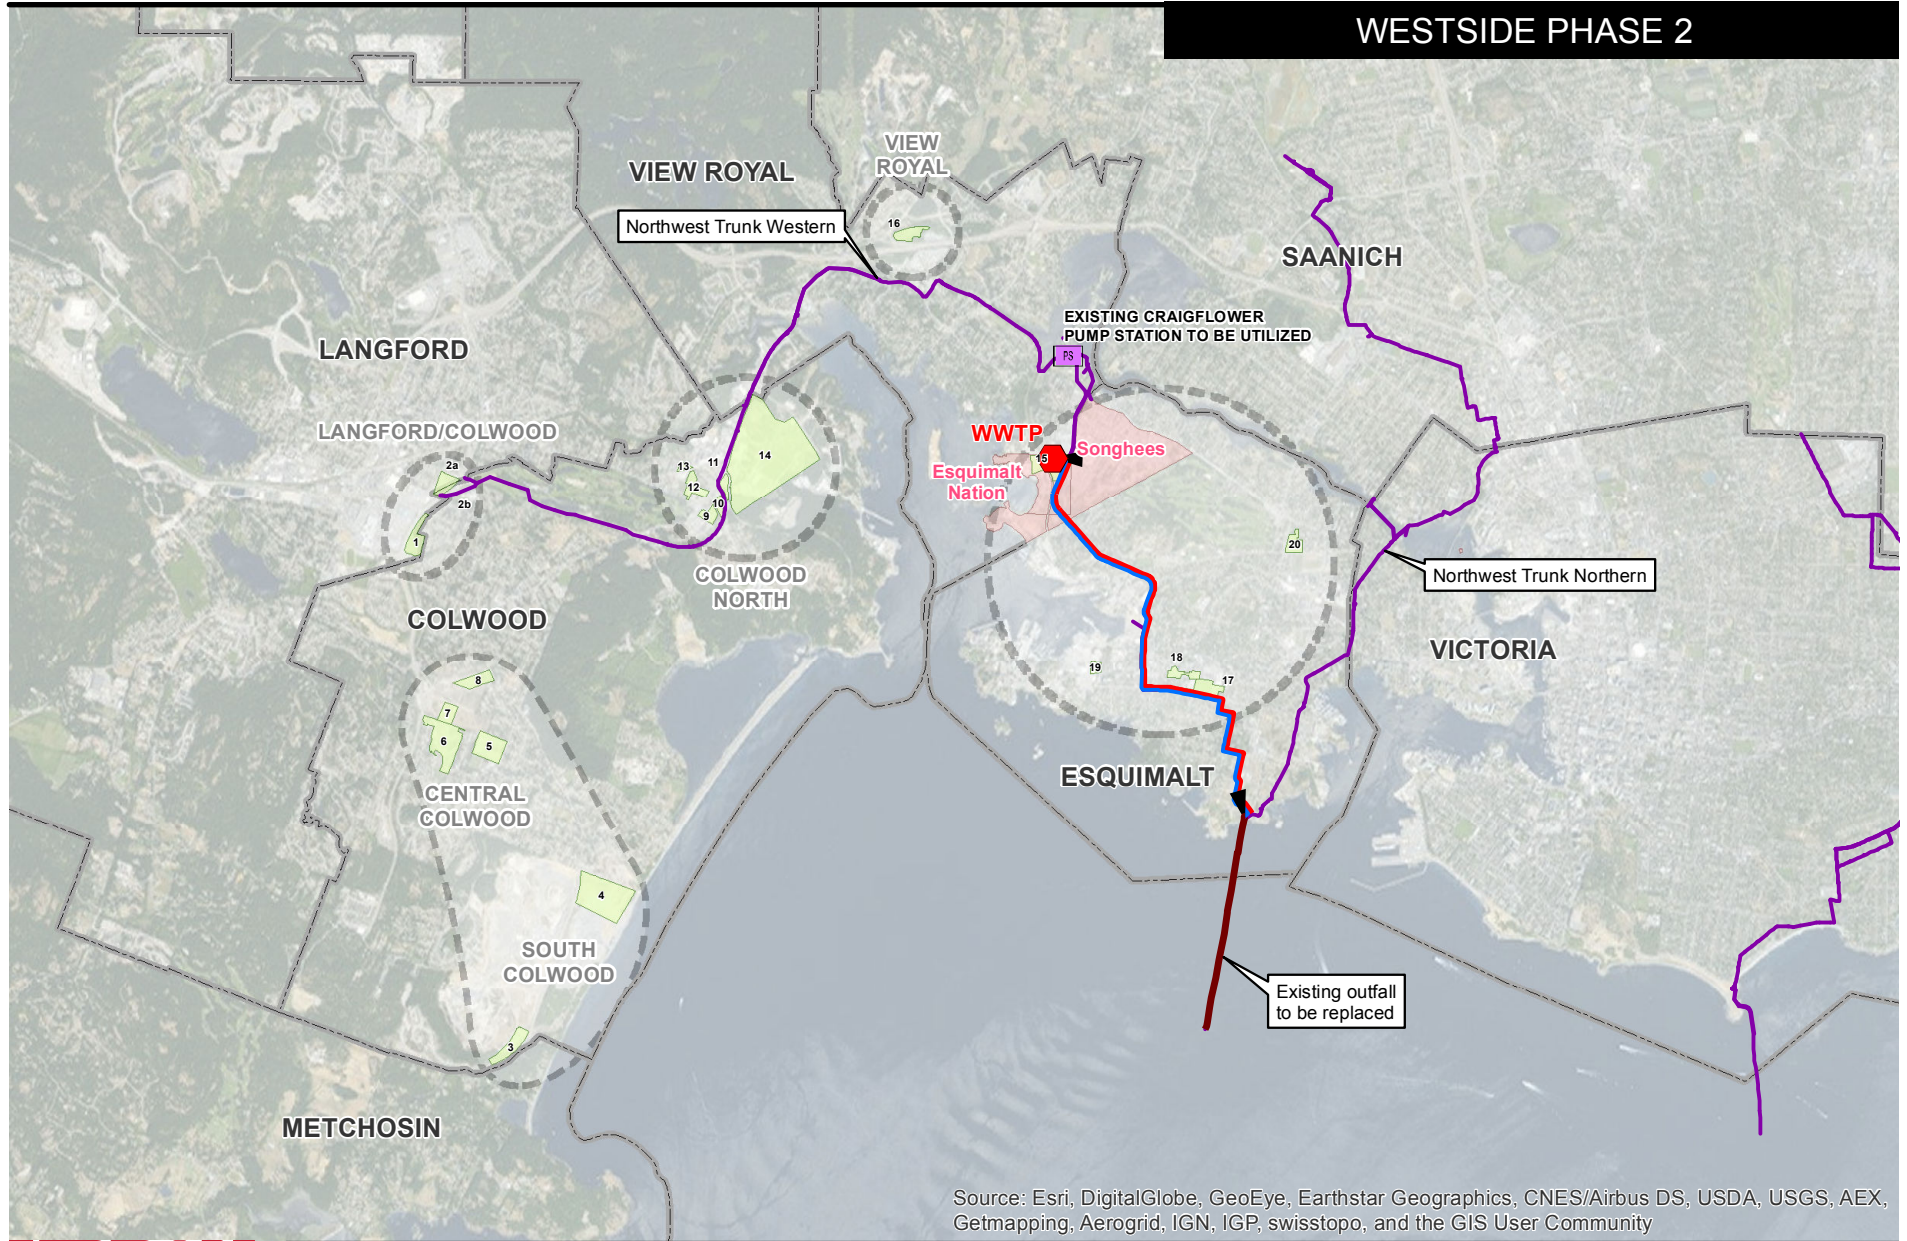 WESTSIDE PHASE 2
VIEW
ROYAL
VIEW ROYAL
16
Northwest Trunk Western
SAANICH
EXISTING CRAIGFLOWER
PUMP STATION TO BE UTILIZED
PS
LANGFORD
LANGFORD/COLWOOD
WWTP
Songhees
15
Esquimalt
Nation
2a
2b
1
13
11
14
12
10
9
20
COLWOOD
NORTH
Northwest Trunk Northern
COLWOOD
VICTORIA
19
18
17
8
7
6
5
ESQUIMALT
CENTRAL
COLWOOD
4
SOUTH
COLWOOD
Existing outfall
to be replaced
3
METCHOSIN
Source: Esri, DigitalGlobe, GeoEye, Earthstar Geographics, CNES/Airbus DS, USDA, USGS, AEX,
Getmapping, Aerogrid, IGN, IGP, swisstopo, and the GIS User Community